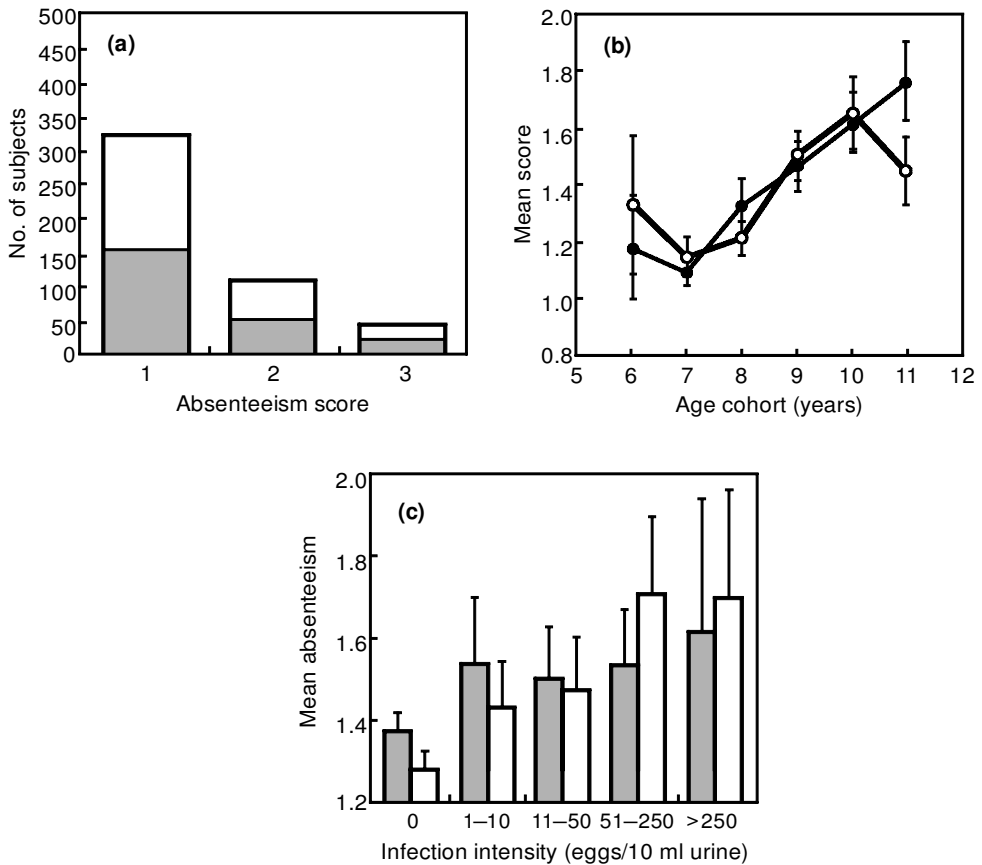 (a)
No. of subjects
500
450
400
350
300
250
200
150
100
50
0
1 2 3
Absenteeism score
(b)
Mean score
2.0
1.8
1.6
1.4
1.2
1.0
0.8
5 6 7 8 9 10 11 12
Age cohort (years)
(c)
Mean absenteeism
2.0
1.8
1.6
1.4
1.2
0 1–10 11–50 51–250 >250
Infection intensity (eggs/10 ml urine)